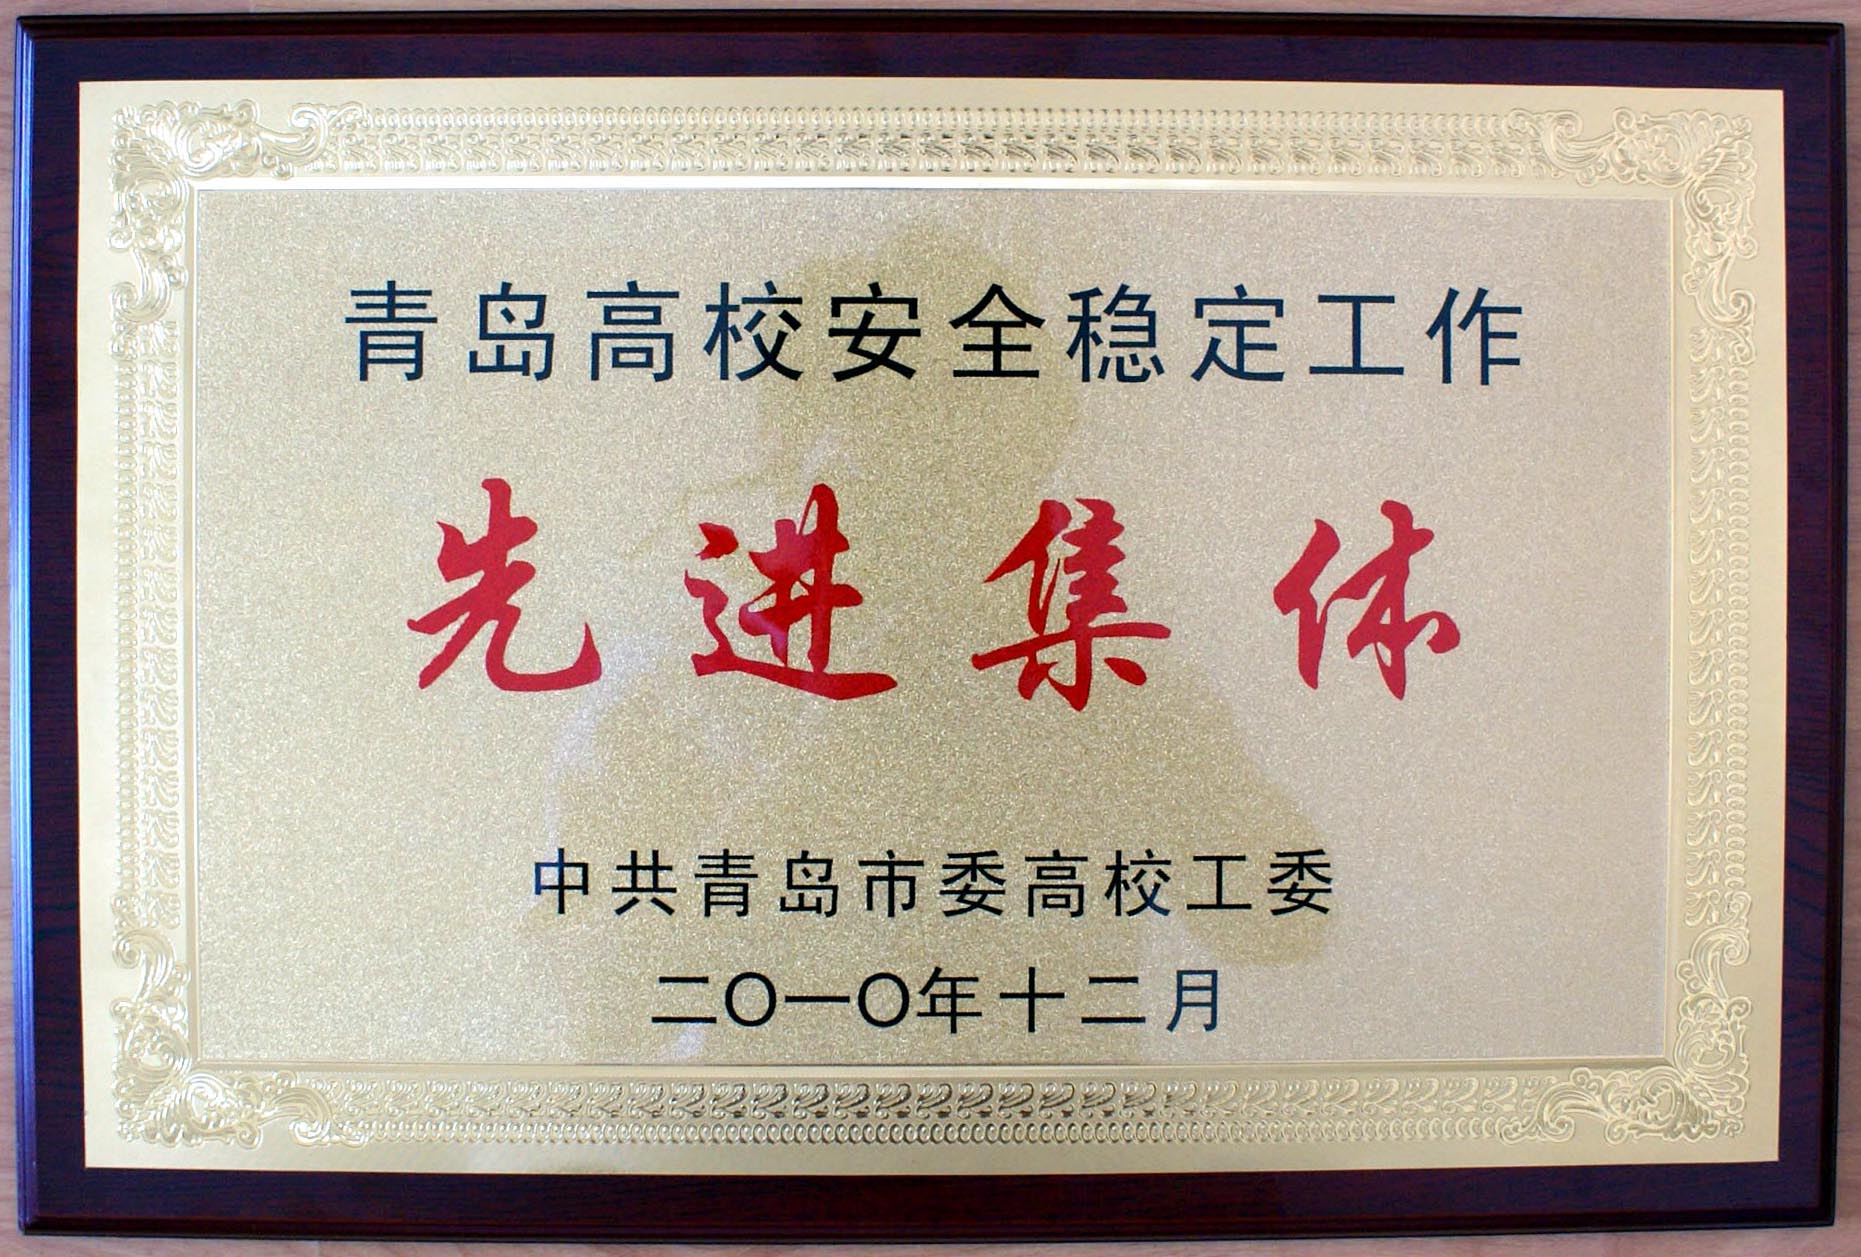 青岛高校安全稳定工作
先进集体
中共青岛市委高校工委
二〇一〇年十二月